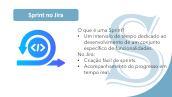 Sprint no Jira
O que é uma Sprint?
• Um intervalo de tempo dedicado ao
desenvolvimento de um conjunto
específico de funcionalidades.
No Jira:
• Criação fácil de sprints.
• Acompanhamento do progresso em
tempo real.